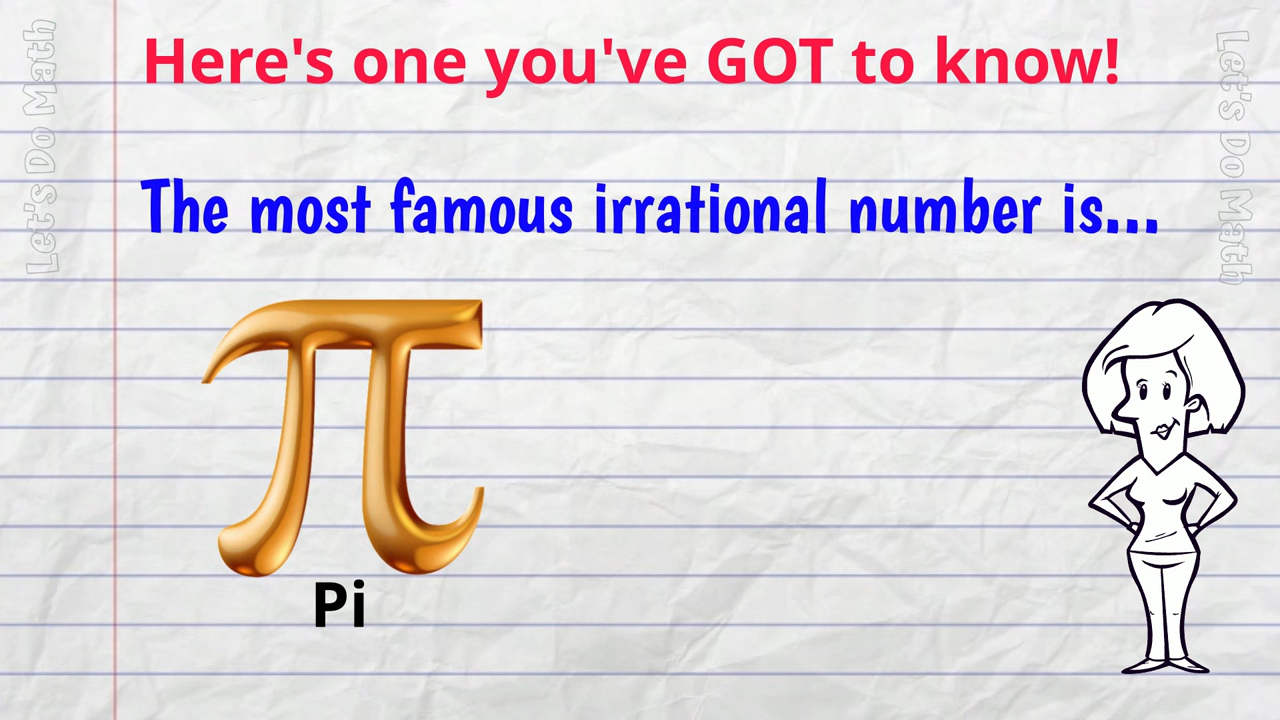 Here's one you've GOT to know!
Let's Do Math
Let's Do Math
The most famous irrational number is...
π
Pi